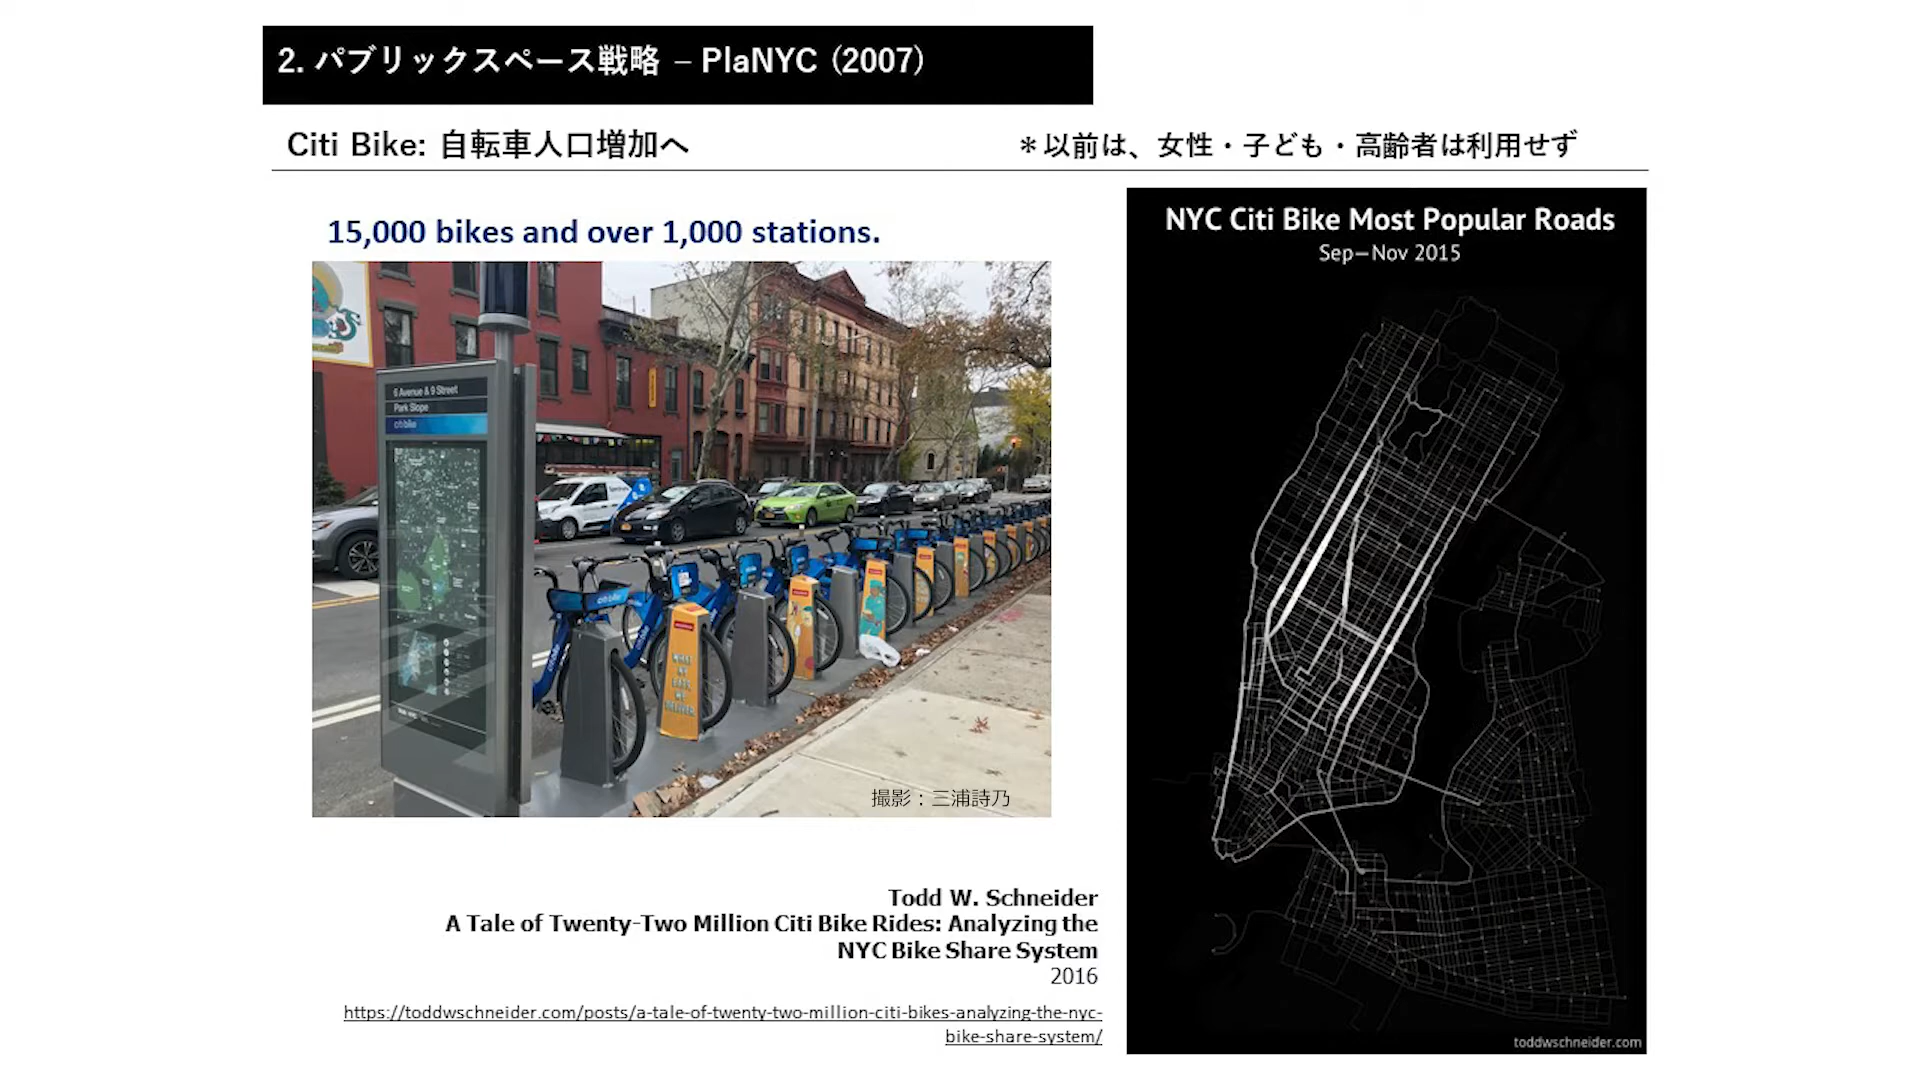 2. パブリックスペース戦略 – PlaNYC (2007)
Citi Bike: 自転車人口増加へ
＊以前は、女性・子ども・高齢者は利用せず
15,000 bikes and over 1,000 stations.
6 Avenue & 9 Street
Park Slope
citi bike
撮影：三浦詩乃
Todd W. Schneider
A Tale of Twenty-Two Million Citi Bike Rides: Analyzing the
NYC Bike Share System
2016
https://toddwschneider.com/posts/a-tale-of-twenty-two-million-citi-bikes-analyzing-the-nyc-
bike-share-system/
NYC Citi Bike Most Popular Roads
Sep—Nov 2015
toddwschneider.com